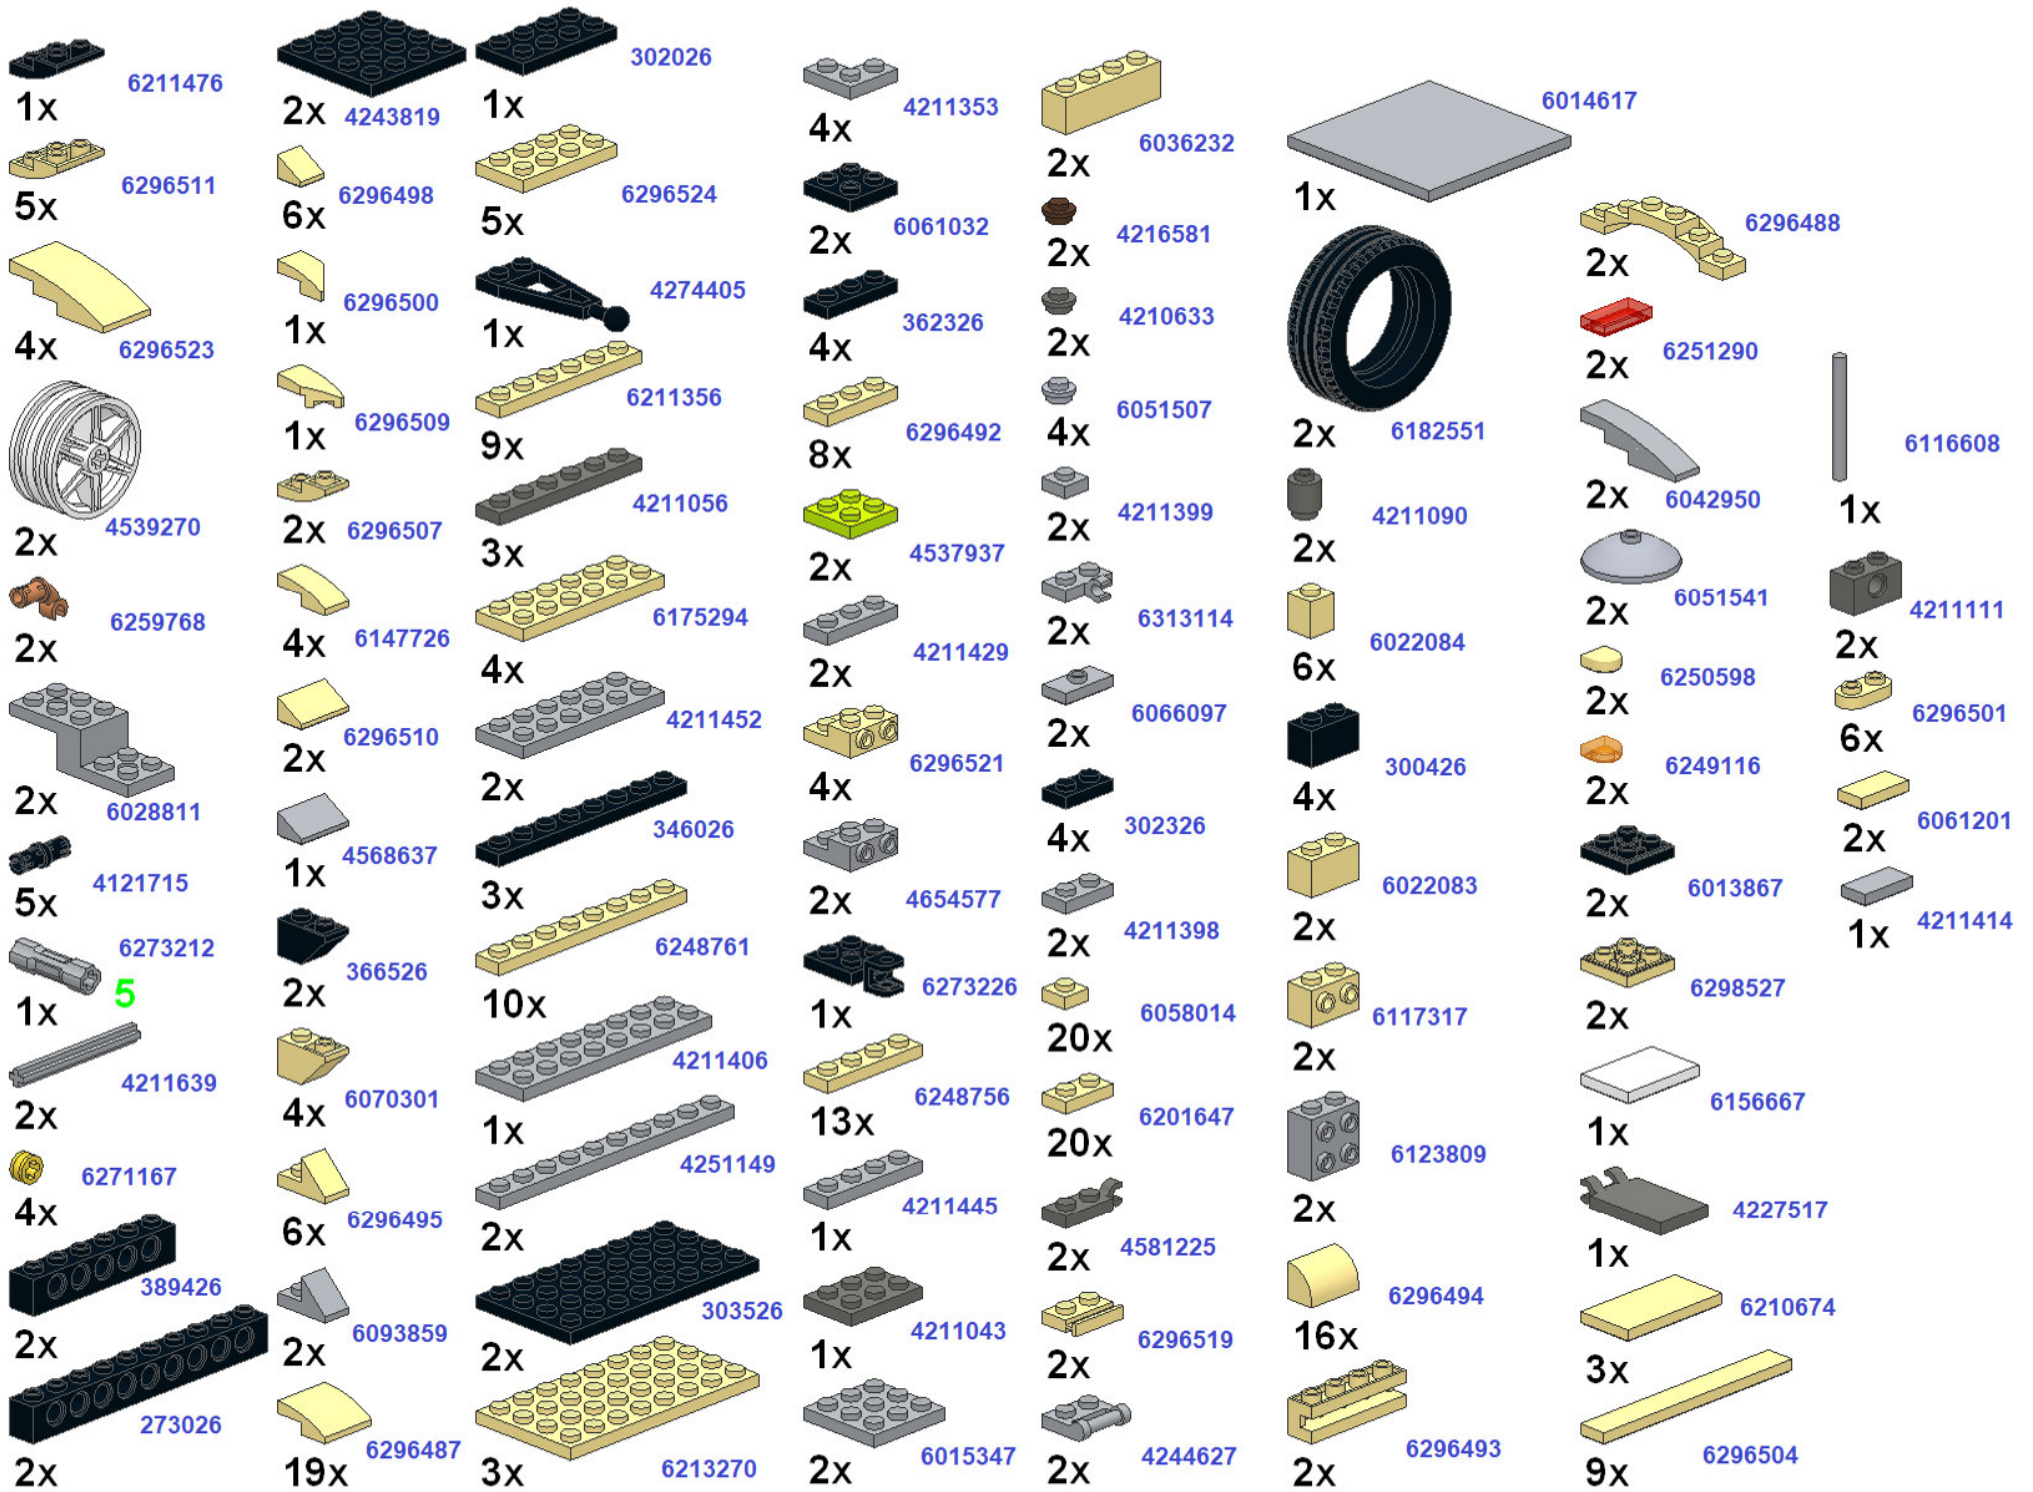 6211476
1x
6296511
5x
6296523
4x
4539270
2x
6259768
2x
6028811
2x
4121715
5x
6273212
5
1x
4211639
2x
6271167
4x
389426
2x
273026
2x
4243819
2x
6296498
6x
6296500
1x
6296509
1x
6296507
2x
6147726
4x
6296510
2x
4568637
1x
366526
2x
6070301
4x
6296495
6x
6093859
2x
6296487
19x
302026
1x
6296524
5x
4274405
1x
6211356
9x
4211056
3x
6175294
4x
4211452
2x
346026
3x
6248761
10x
4211406
1x
4251149
2x
303526
2x
6213270
3x
4211353
4x
6061032
2x
362326
4x
6296492
8x
4537937
2x
4211429
2x
6296521
4x
4654577
2x
6273226
1x
6248756
13x
4211445
1x
4211043
1x
6015347
2x
6036232
2x
4216581
2x
4210633
2x
6051507
4x
4211399
2x
6313114
2x
6066097
2x
302326
4x
4211398
2x
6058014
20x
6201647
20x
4581225
2x
6296519
2x
4244627
2x
6014617
1x
6182551
2x
4211090
2x
6022084
6x
300426
4x
6022083
2x
6117317
2x
6123809
2x
6296494
16x
6296493
2x
6296488
2x
6251290
2x
6042950
2x
6051541
2x
6250598
2x
6249116
2x
6013867
2x
6298527
2x
6156667
1x
4227517
1x
6210674
3x
6296504
9x
6116608
1x
4211111
2x
6296501
6x
6061201
2x
4211414
1x